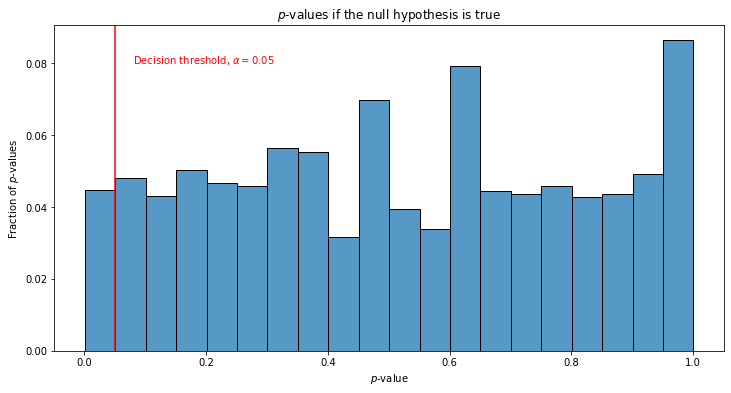 p-values if the null hypothesis is true
Decision threshold, α = 0.05
Fraction of p-values
0.08
0.06
0.04
0.02
0.00
0.0 0.2 0.4 0.6 0.8 1.0
p-value